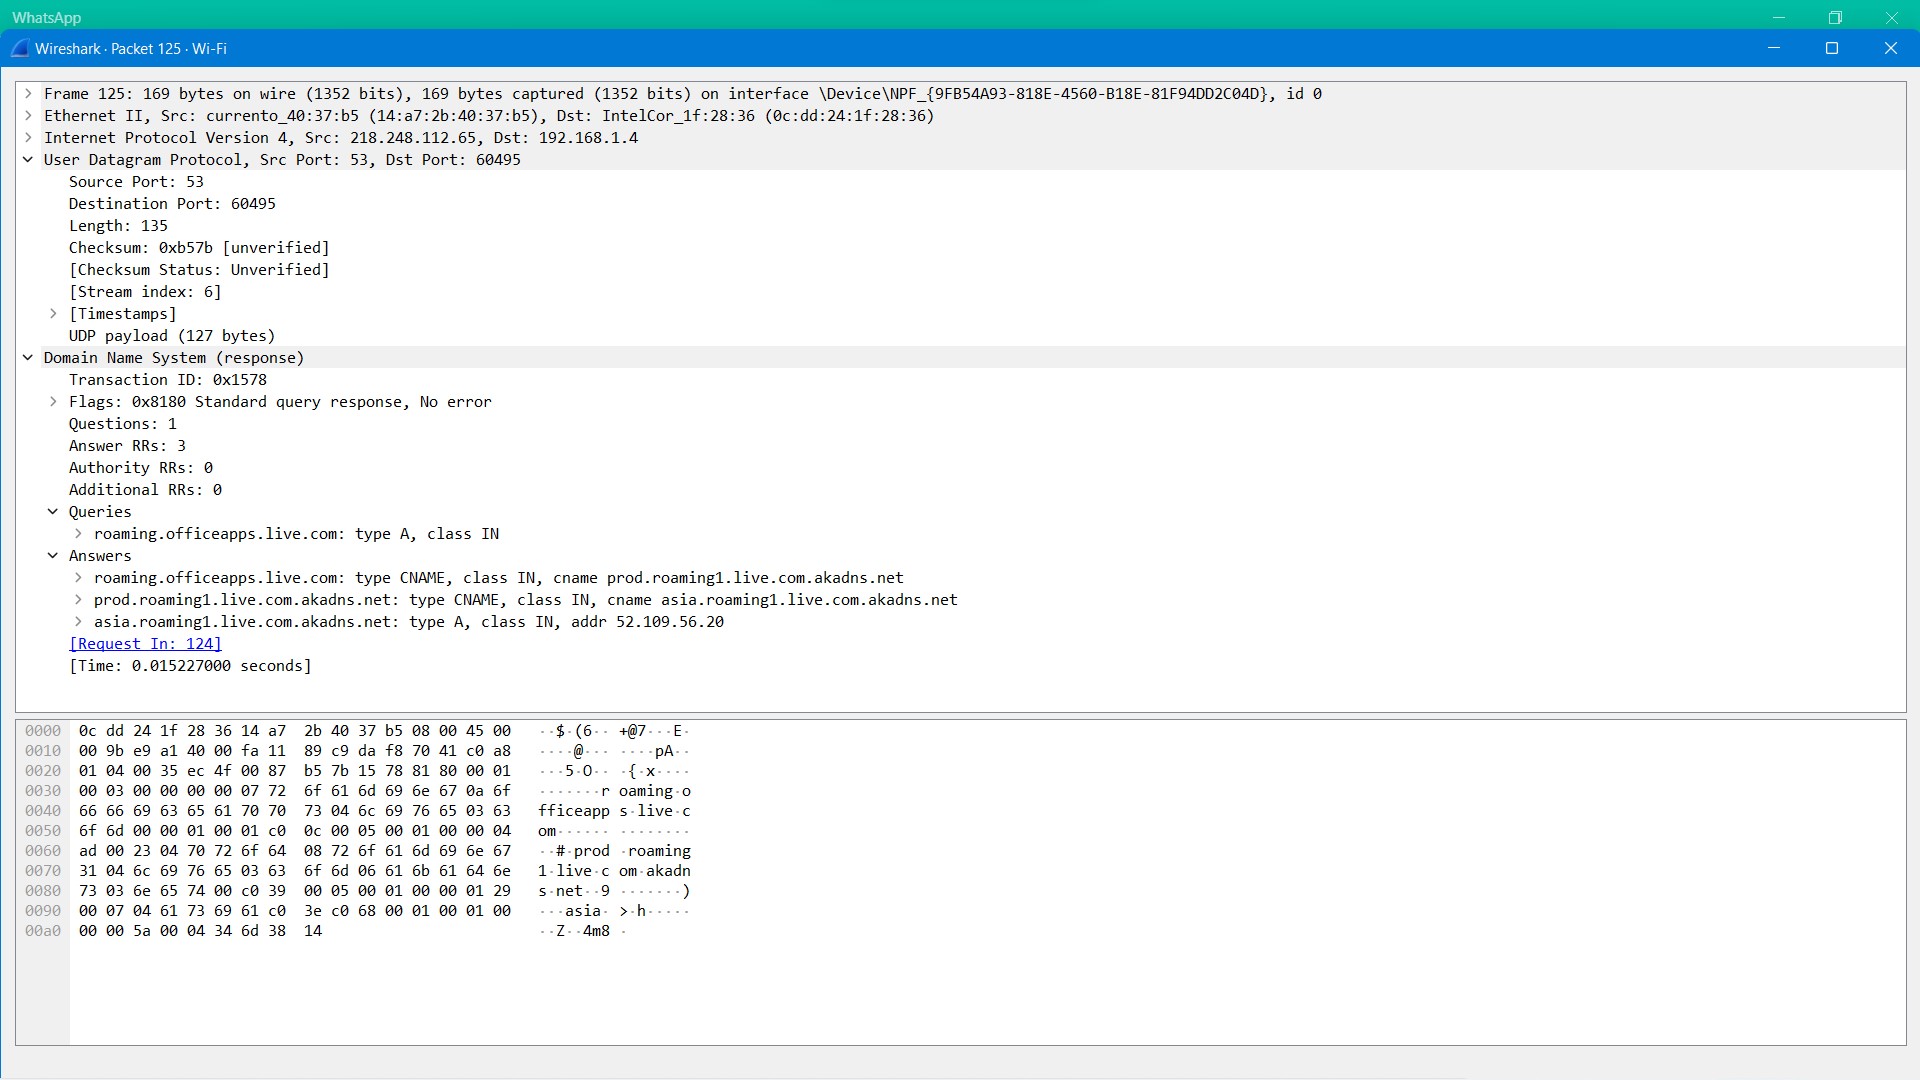 WhatsApp
Wireshark · Packet 125 · Wi-Fi
Frame 125: 169 bytes on wire (1352 bits), 169 bytes captured (1352 bits) on interface \Device\NPF_{9FB54A93-818E-4560-B18E-81F94DD2C04D}, id 0
Ethernet II, Src: currento_40:37:b5 (14:a7:2b:40:37:b5), Dst: IntelCor_1f:28:36 (0c:dd:24:1f:28:36)
Internet Protocol Version 4, Src: 218.248.112.65, Dst: 192.168.1.4
User Datagram Protocol, Src Port: 53, Dst Port: 60495
Source Port: 53
Destination Port: 60495
Length: 135
Checksum: 0xb57b [unverified]
[Checksum Status: Unverified]
[Stream index: 6]
[Timestamps]
UDP payload (127 bytes)
Domain Name System (response)
Transaction ID: 0x1578
Flags: 0x8180 Standard query response, No error
Questions: 1
Answer RRs: 3
Authority RRs: 0
Additional RRs: 0
Queries
roaming.officeapps.live.com: type A, class IN
Answers
roaming.officeapps.live.com: type CNAME, class IN, cname prod.roaming1.live.com.akadns.net
prod.roaming1.live.com.akadns.net: type CNAME, class IN, cname asia.roaming1.live.com.akadns.net
asia.roaming1.live.com.akadns.net: type A, class IN, addr 52.109.56.20
[Request In: 124]
[Time: 0.015227000 seconds]
0000 0c dd 24 1f 28 36 14 a7 2b 40 37 b5 08 00 45 00 ··$·(6·· +@7···E·
0010 00 9b e9 a1 40 00 fa 11 89 c9 da f8 70 41 c0 a8 ····@··· ····pA··
0020 01 04 00 35 ec 4f 00 87 b5 7b 15 78 81 80 00 01 ···5·O·· ·{·x····
0030 00 03 00 00 00 00 07 72 6f 61 6d 69 6e 67 0a 6f ·······r oaming·o
0040 66 66 69 63 65 61 70 70 73 04 6c 69 76 65 03 63 fficeapp s·live·c
0050 6f 6d 00 00 01 00 01 c0 0c 00 05 00 01 00 00 04 om······ ········
0060 ad 00 23 04 70 72 6f 64 08 72 6f 61 6d 69 6e 67 ··#·prod ·roaming
0070 31 04 6c 69 76 65 03 63 6f 6d 06 61 6b 61 64 6e 1·live·c om·akadn
0080 73 03 6e 65 74 00 c0 39 00 05 00 01 00 00 01 29 s·net··9 ·······)
0090 00 07 04 61 73 69 61 c0 3e c0 68 00 01 00 01 00 ···asia· >·h·····
00a0 00 00 5a 00 04 34 6d 38 14 ··Z··4m8 ·